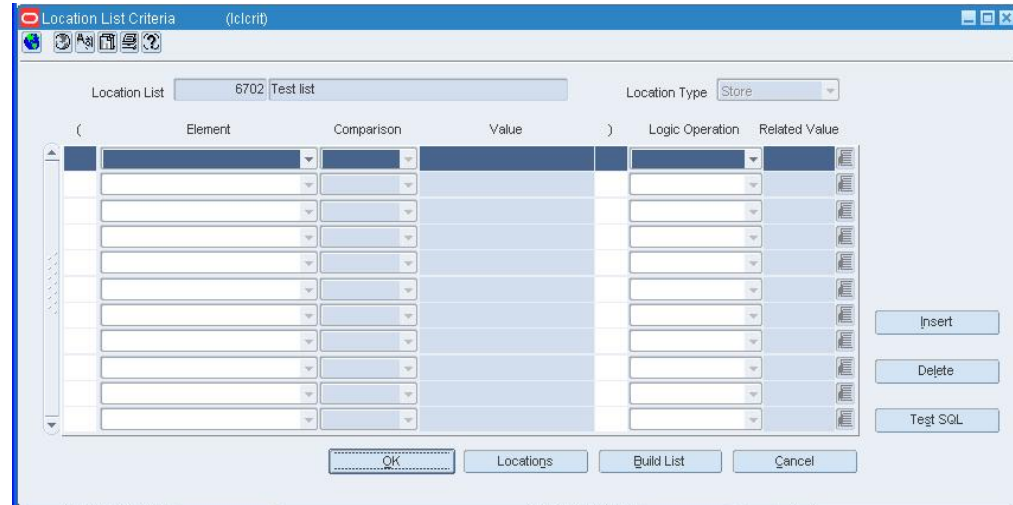 Location List Criteria (lclcrit)
Location List 6702 Test list Location Type Store
( Element Comparison Value ) Logic Operation Related Value
Insert
Delete
Test SQL
OK Locations Build List Cancel